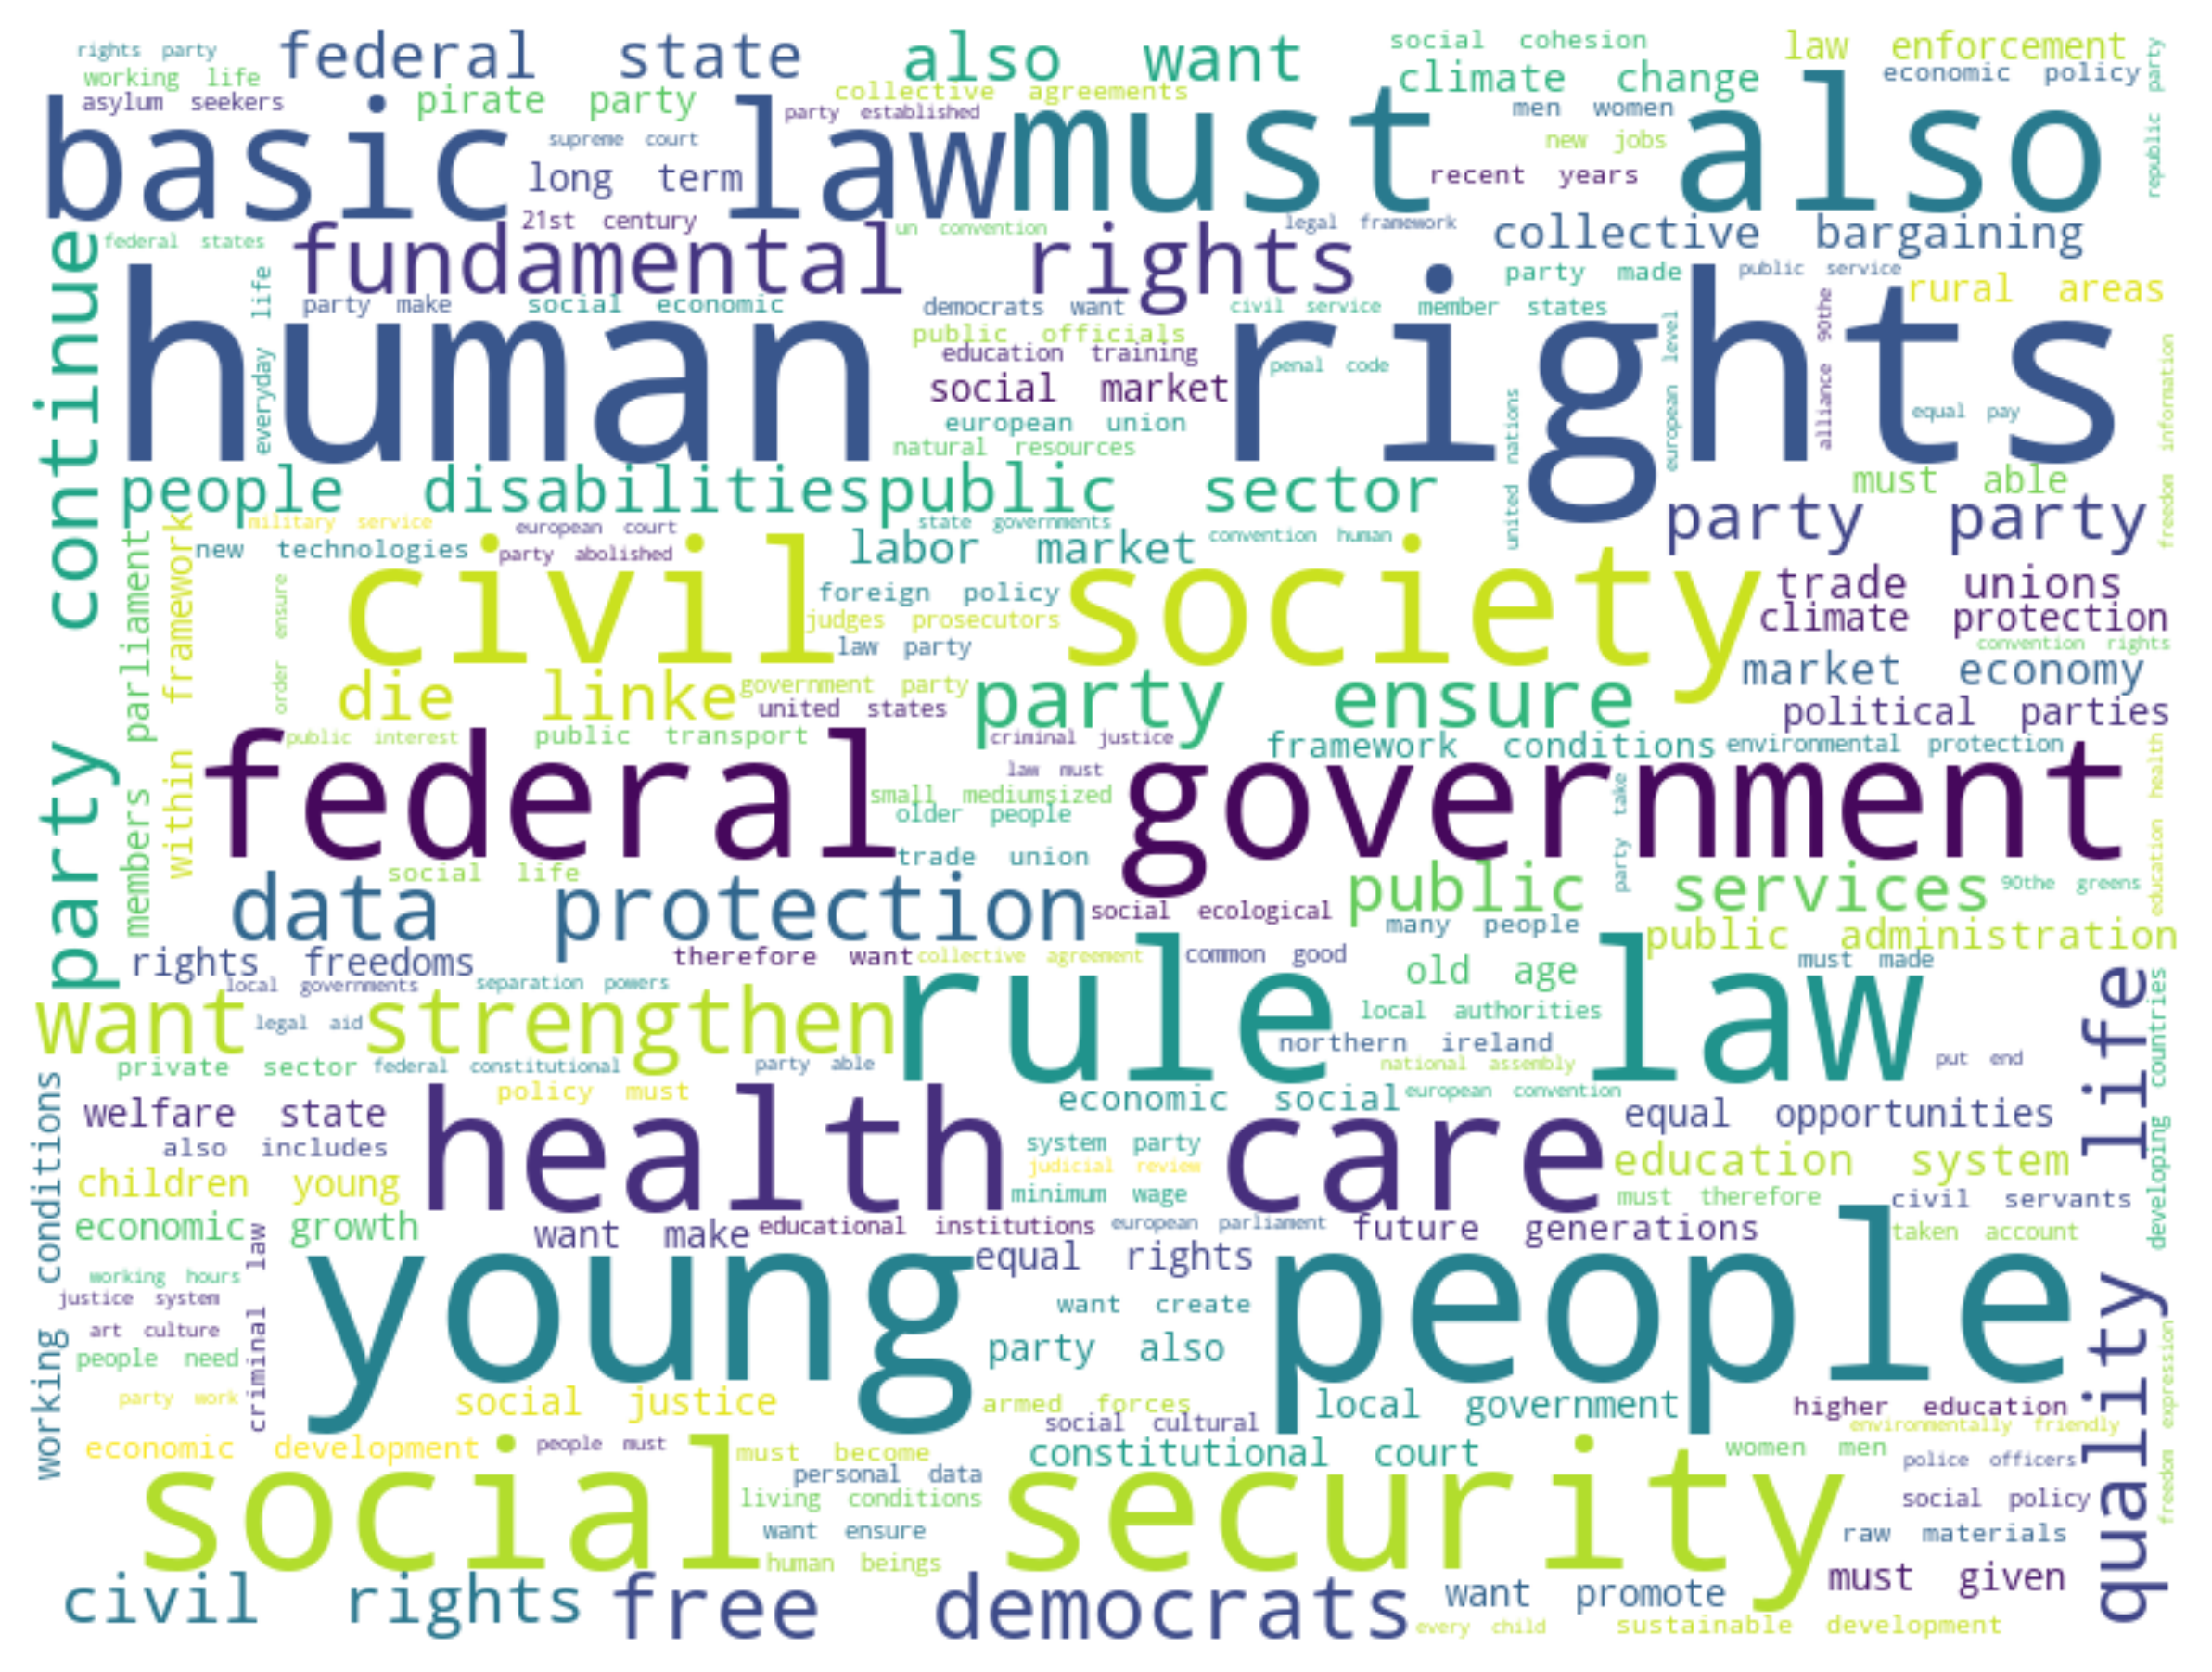 rights party
federal state
also want
social cohesion
law enforcement
working life
climate change
economic policy
republic party
asylum seekers
pirate party
collective agreements
party established
men women
basic law
must also
supreme court
new jobs
long term
recent years
21st century
un convention
legal framework
federal states
fundamental rights
collective bargaining
party continue
everyday life
party make
social economic
democrats want
civil service
member states
party made
public service
rural areas
human rights
public officials
education training
penal code
social market
european union
natural resources
united nations
european level
alliance 90the
equal pay
freedom information
people disabilities
public sector
must able
party party
military service
european court
state governments
new technologies
party abolished
labor market
convention human
members parliament
within framework
order ensure
civil society
foreign policy
trade unions
judges prosecutors
climate protection
law party
convention rights
market economy
die linke
government party
united states
party ensure
political parties
public interest
public transport
criminal justice
framework conditions
environmental protection
federal government
law must
small mediumsized
older people
party take
education health
trade union
social life
public services
90the greens
data protection
social ecological
many people
public administration
rights freedoms
therefore want
collective agreement
common good
old age
must made
local governments
separation powers
want strengthen
legal aid
rule law
local authorities
northern ireland
private sector
federal constitutional
party able
national assembly
put end
quality life
developing countries
working conditions
policy must
economic social
european convention
welfare state
health care
equal opportunities
also includes
system party
education system
children young
judicial review
minimum wage
must therefore
civil servants
economic growth
want make
educational institutions
european parliament
future generations
taken account
criminal law
equal rights
young people
working hours
justice system
want create
art culture
party also
people need
freedom expression
party work
social justice
armed forces
local government
higher education
social cultural
environmentally friendly
economic development
people must
must become
constitutional court
women men
police officers
social security
personal data
living conditions
social policy
want ensure
raw materials
human beings
must given
civil rights
free democrats
want promote
every child
sustainable development